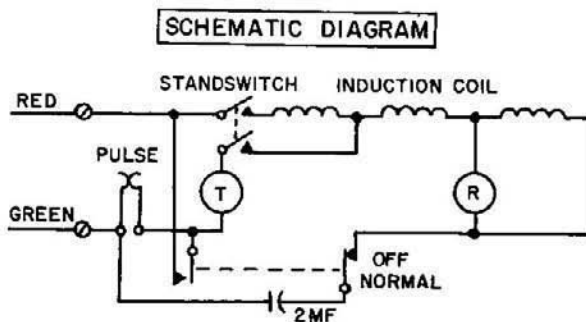 SCHEMATIC DIAGRAM
STANDSWITCH
INDUCTION COIL
RED
PULSE
T
R
GREEN
OFF
NORMAL
2MF